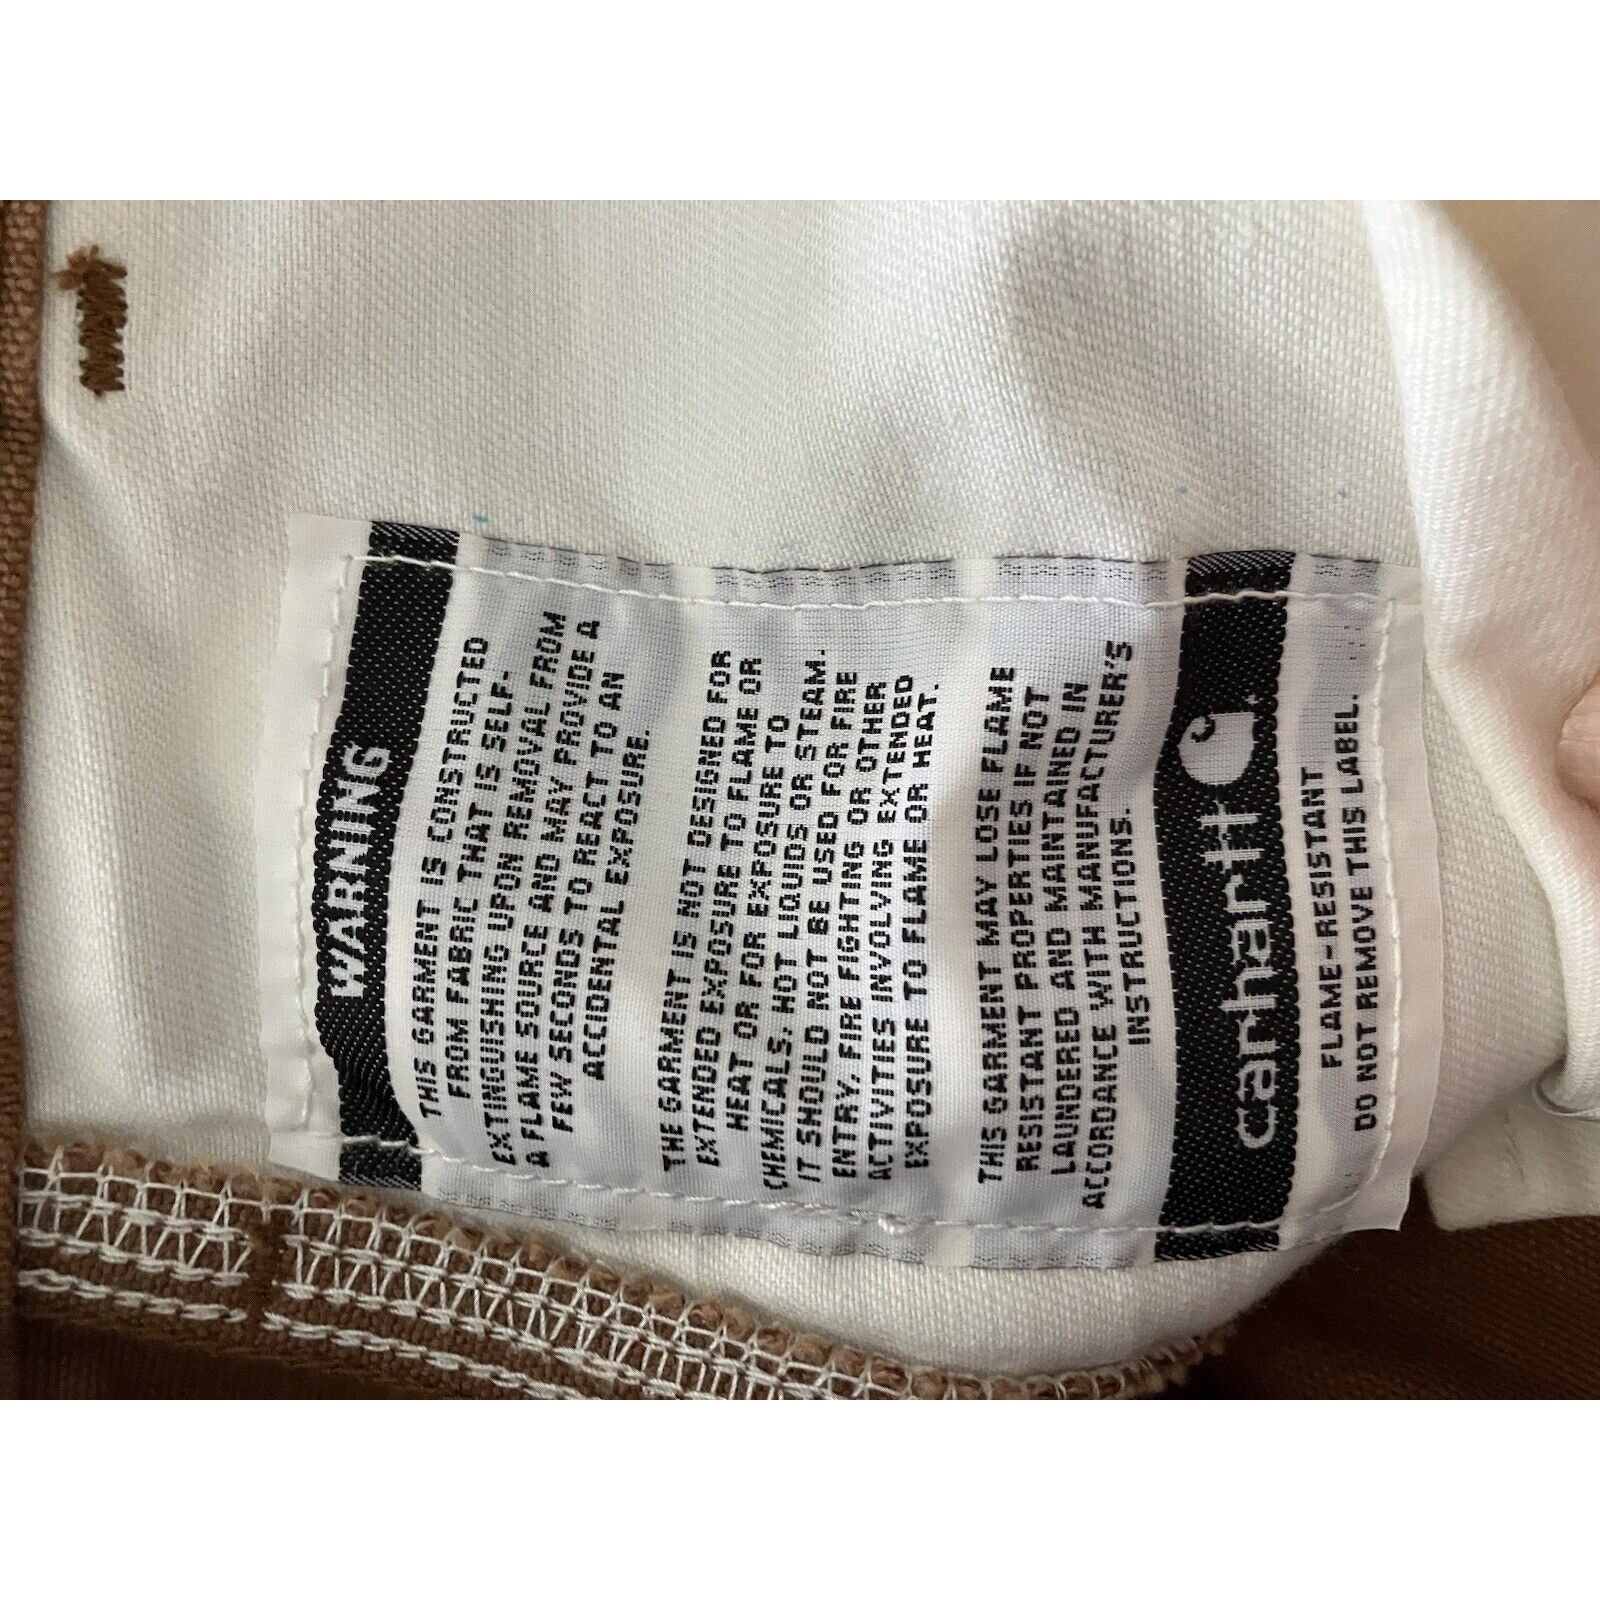 WARNING
THIS GARMENT IS CONSTRUCTED
FROM FABRIC THAT IS SELF-
EXTINGUISHING UPON REMOVAL FROM
A FLAME SOURCE AND MAY PROVIDE A
FEW SECONDS TO REACT TO AN
ACCIDENTAL EXPOSURE.
THE GARMENT IS NOT DESIGNED FOR
EXTENDED EXPOSURE TO FLAME OR
HEAT OR FOR EXPOSURE TO
CHEMICALS, HOT LIQUIDS OR STEAM.
IT SHOULD NOT BE USED FOR FIRE
ENTRY, FIRE FIGHTING OR OTHER
ACTIVITIES INVOLVING EXTENDED
EXPOSURE TO FLAME OR HEAT.
THIS GARMENT MAY LOSE FLAME
RESISTANT PROPERTIES IF NOT
LAUNDERED AND MAINTAINED IN
ACCORDANCE WITH MANUFACTURER'S
INSTRUCTIONS.
carhartt
FLAME-RESISTANT
DO NOT REMOVE THIS LABEL.